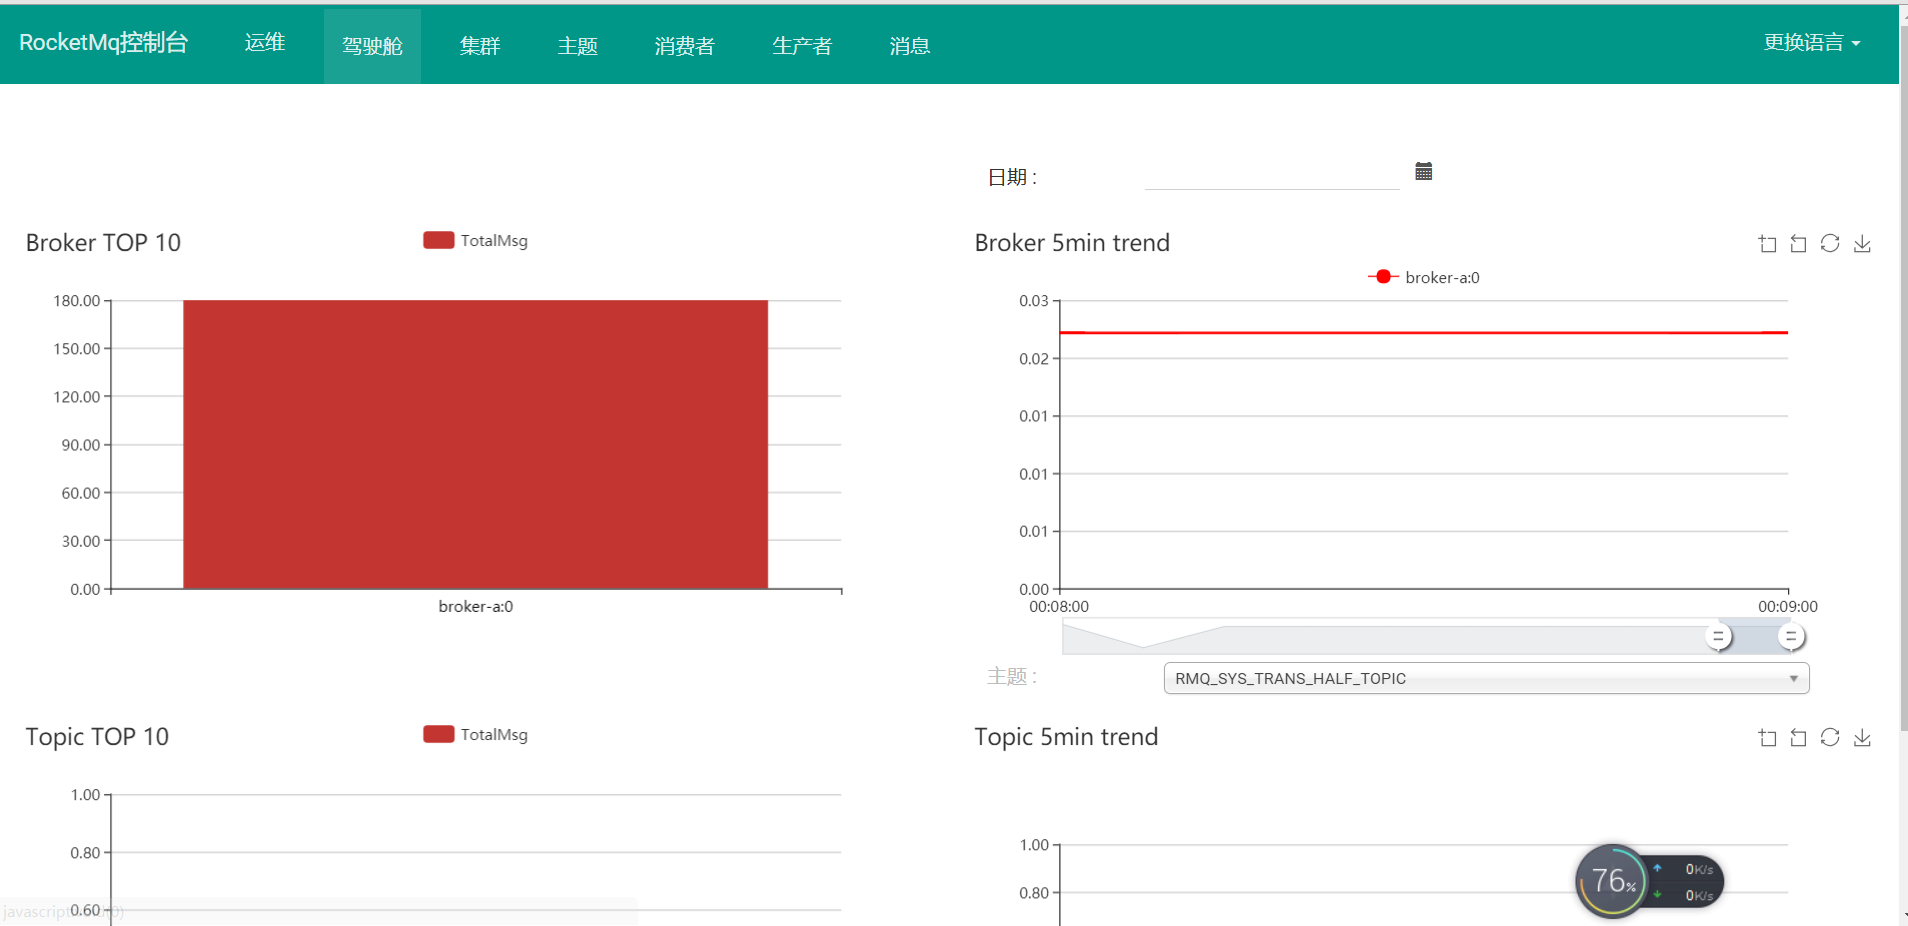 RocketMq控制台 运维 驾驶舱 集群 主题 消费者 生产者 消息 更换语言
日期 :
Broker TOP 10
TotalMsg
180.00
150.00
120.00
90.00
60.00
30.00
0.00
broker-a:0
Broker 5min trend
broker-a:0
0.03
0.02
0.01
0.01
0.01
0.00
00:08:00 00:09:00
主题 :
RMQ_SYS_TRANS_HALF_TOPIC
Topic TOP 10
TotalMsg
1.00
0.80
0.60
Topic 5min trend
1.00
0.80
76%
0K/s
0K/s